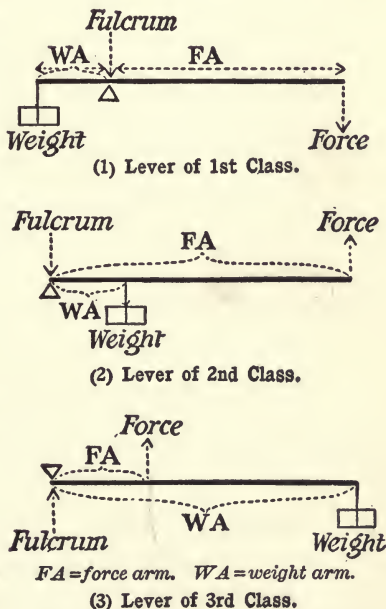 Fulcrum
WA FA
Weight Force
(1) Lever of 1st Class.
Fulcrum Force
FA
WA
Weight
(2) Lever of 2nd Class.
Force
FA
WA
Fulcrum Weight
FA=force arm. WA=weight arm.
(3) Lever of 3rd Class.